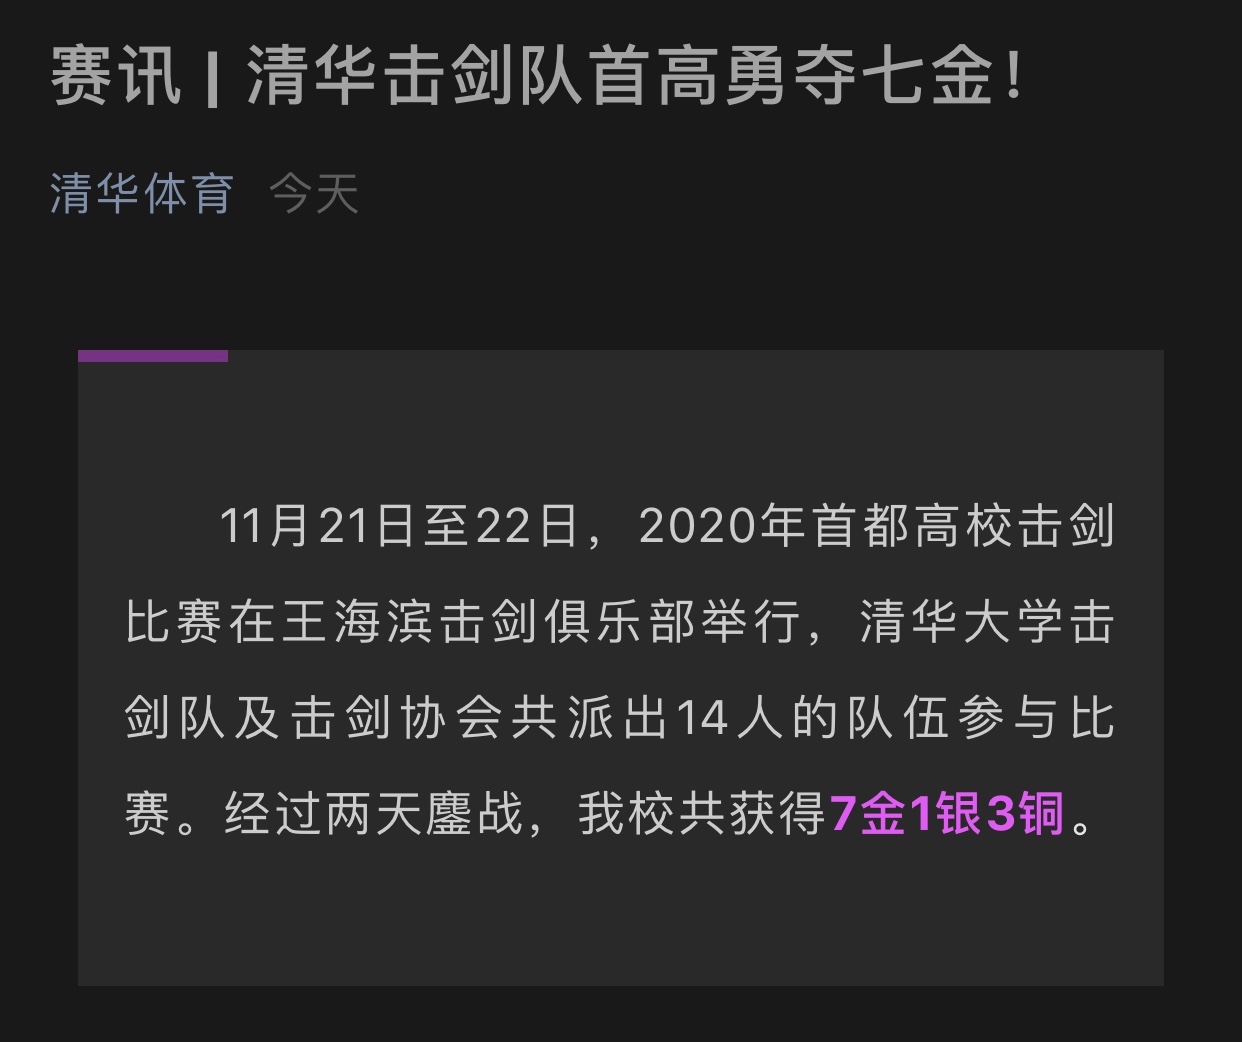 赛讯 | 清华击剑队首高勇夺七金！
清华体育 今天
11月21日至22日，2020年首都高校击剑
比赛在王海滨击剑俱乐部举行，清华大学击
剑队及击剑协会共派出14人的队伍参与比
赛。经过两天鏖战，我校共获得7金1银3铜。